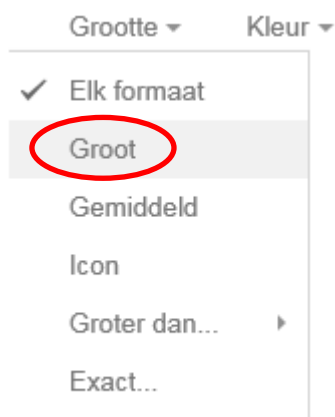 Grootte Kleur
Elk formaat
Groot
Gemiddeld
Icon
Groter dan...
Exact...